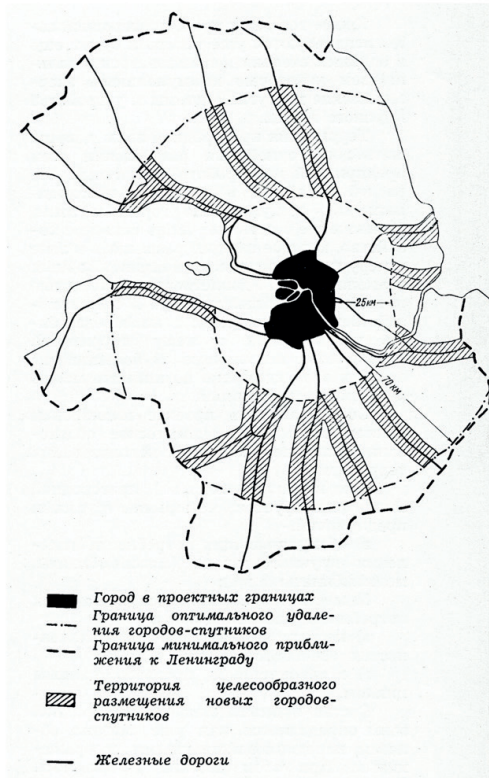 25км
70 км
Город в проектных границах
Граница оптимального удале-
ния городов-спутников
Граница минимального прибли-
жения к Ленинграду
Территория целесообразного
размещения новых городов-
спутников
Железные дороги